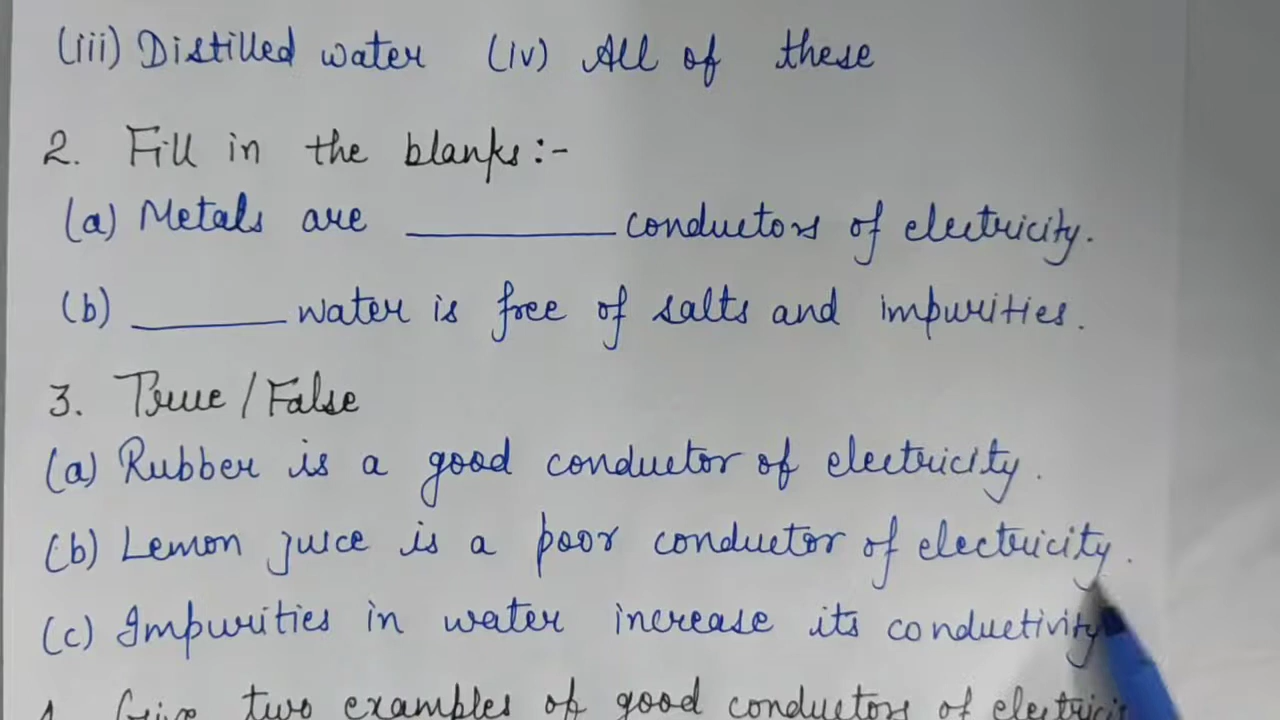 (iii) Distilled water (iv) All of these
2. Fill in the blanks:-
(a) Metals are ________ conductors of electricity.
(b) ______ water is free of salts and impurities.
3. True/False
(a) Rubber is a good conductor of electricity.
(b) Lemon juice is a poor conductor of electricity.
(c) Impurities in water increase its conductivity
Give two examples of good conductors of